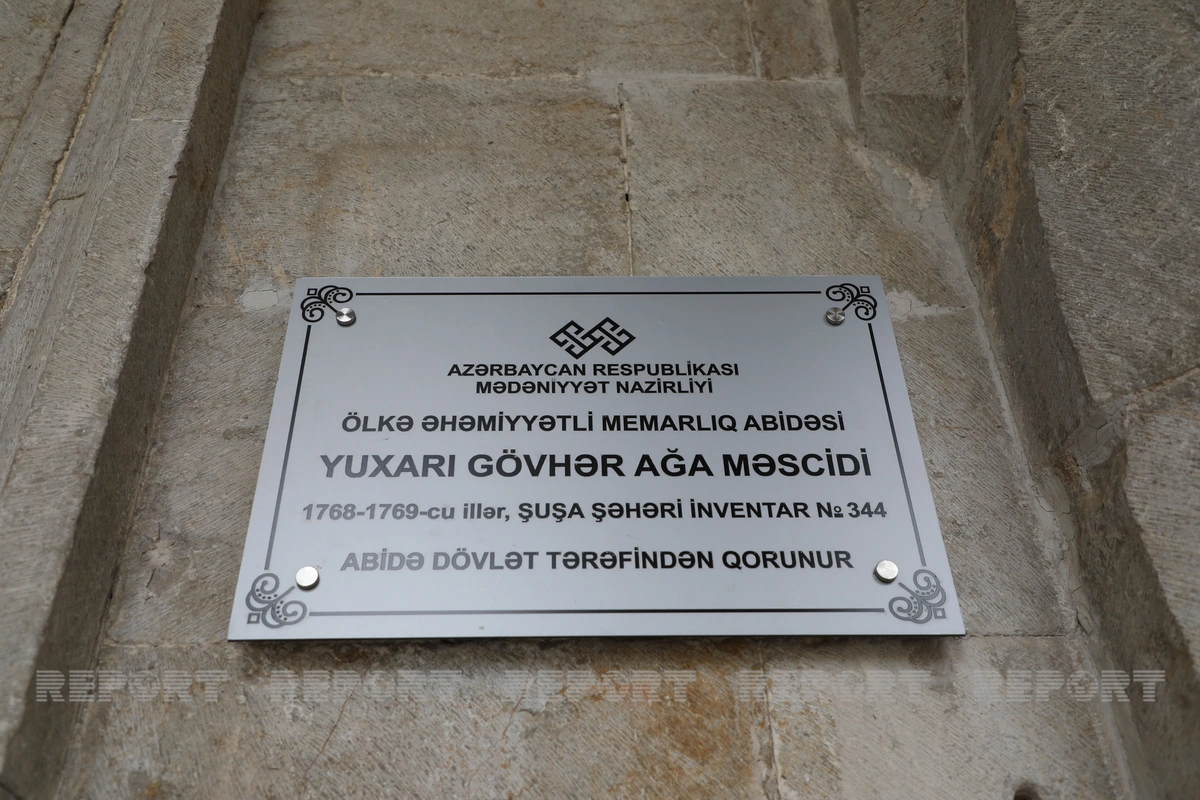 AZƏRBAYCAN RESPUBLİKASI
MƏDƏNİYYƏT NAZİRLİYİ
ÖLKƏ ƏHƏMİYYƏTLİ MEMARLIQ ABİDƏSİ
YUXARI GÖVHƏR AĞA MƏSCİDİ
1768-1769-cu illər, ŞUŞA ŞƏHƏRİ İNVENTAR № 344
ABİDƏ DÖVLƏT TƏRƏFİNDƏN QORUNUR
REPORT. REPORT REPORT REPORT REPORT